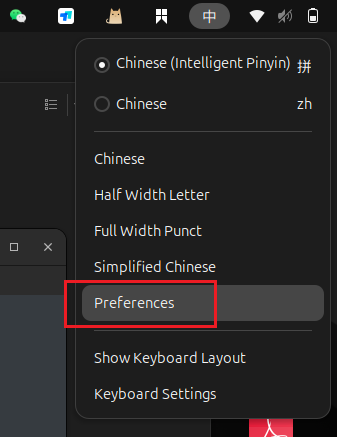 中
Chinese (Intelligent Pinyin) 拼
Chinese zh
Chinese
Half Width Letter
Full Width Punct
Simplified Chinese
Preferences
Show Keyboard Layout
Keyboard Settings